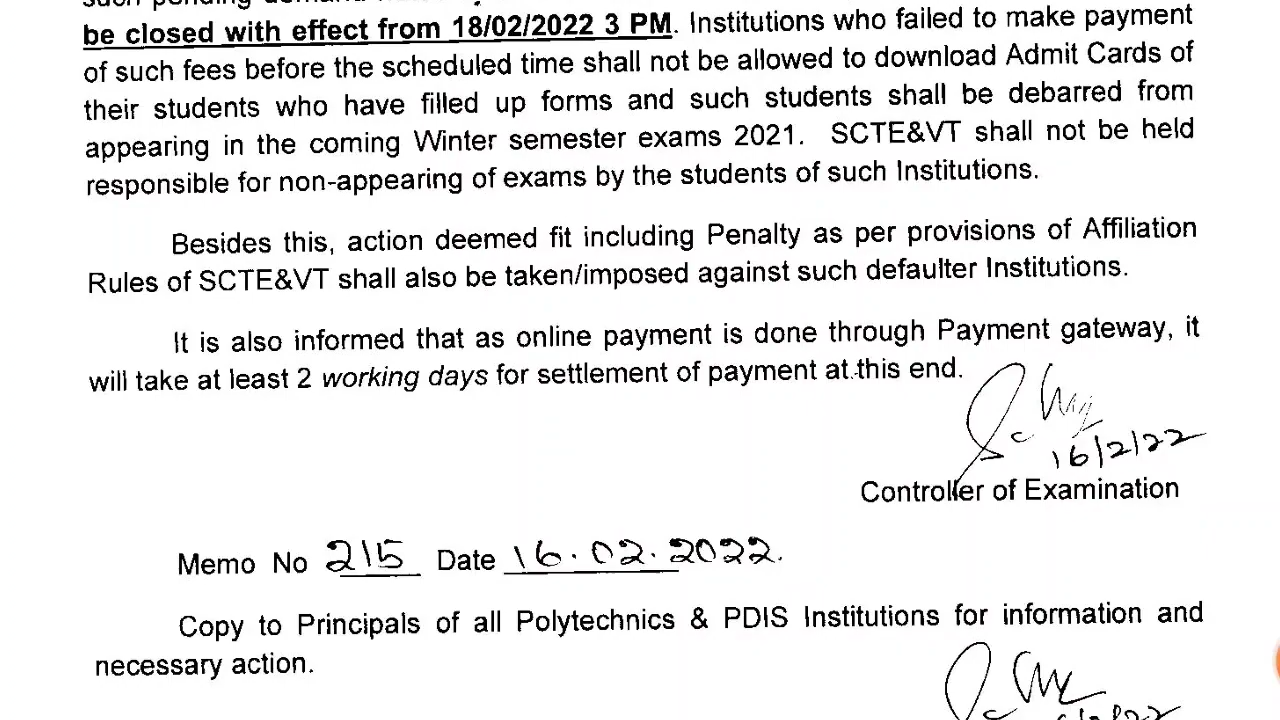 be closed with effect from 18/02/2022 3 PM. Institutions who failed to make payment
of such fees before the scheduled time shall not be allowed to download Admit Cards of
their students who have filled up forms and such students shall be debarred from
appearing in the coming Winter semester exams 2021. SCTE&VT shall not be held
responsible for non-appearing of exams by the students of such Institutions.
Besides this, action deemed fit including Penalty as per provisions of Affiliation
Rules of SCTE&VT shall also be taken/imposed against such defaulter Institutions.
It is also informed that as online payment is done through Payment gateway, it
will take at least 2 working days for settlement of payment at this end.
16/2/22
Controller of Examination
Memo No 215 Date 16.02.2022.
Copy to Principals of all Polytechnics & PDIS Institutions for information and
necessary action.